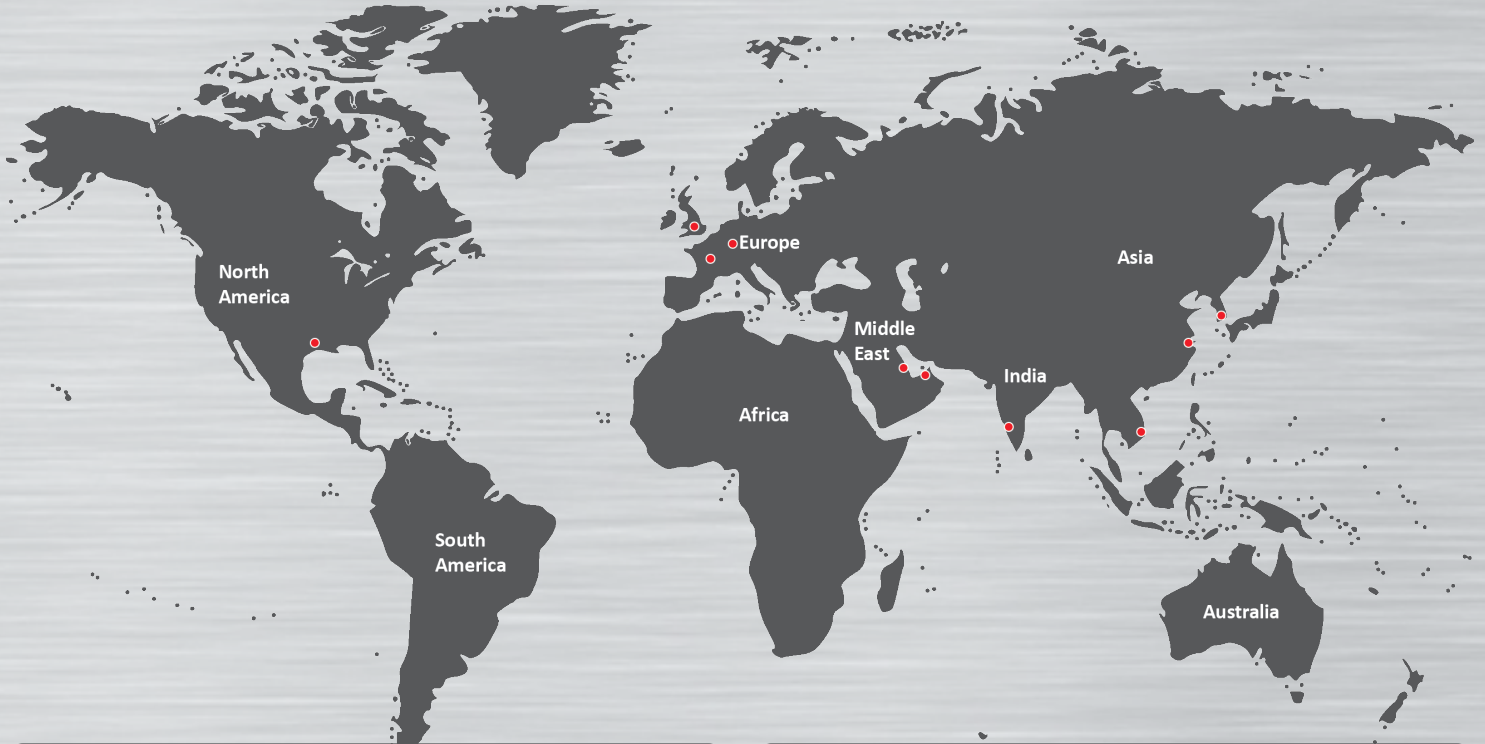 North
America
Europe
Asia
Middle
East
India
Africa
South
America
Australia